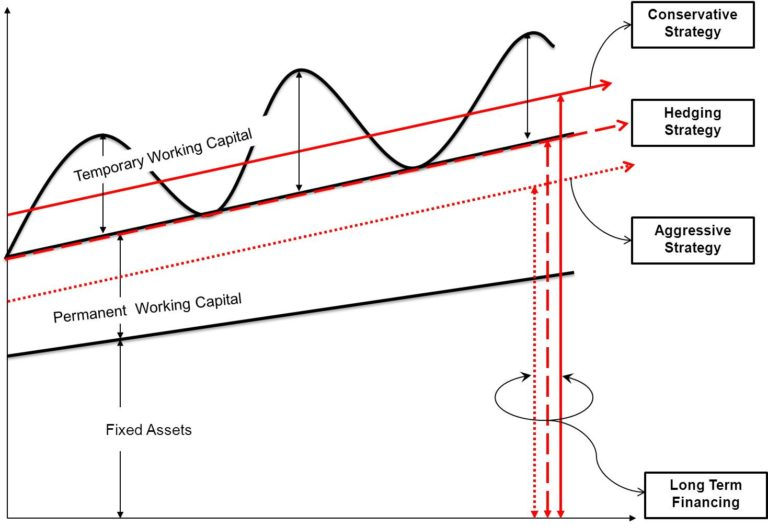 Conservative
Strategy
Hedging
Strategy
Temporary Working Capital
Aggressive
Strategy
Permanent Working Capital
Fixed Assets
Long Term
Financing